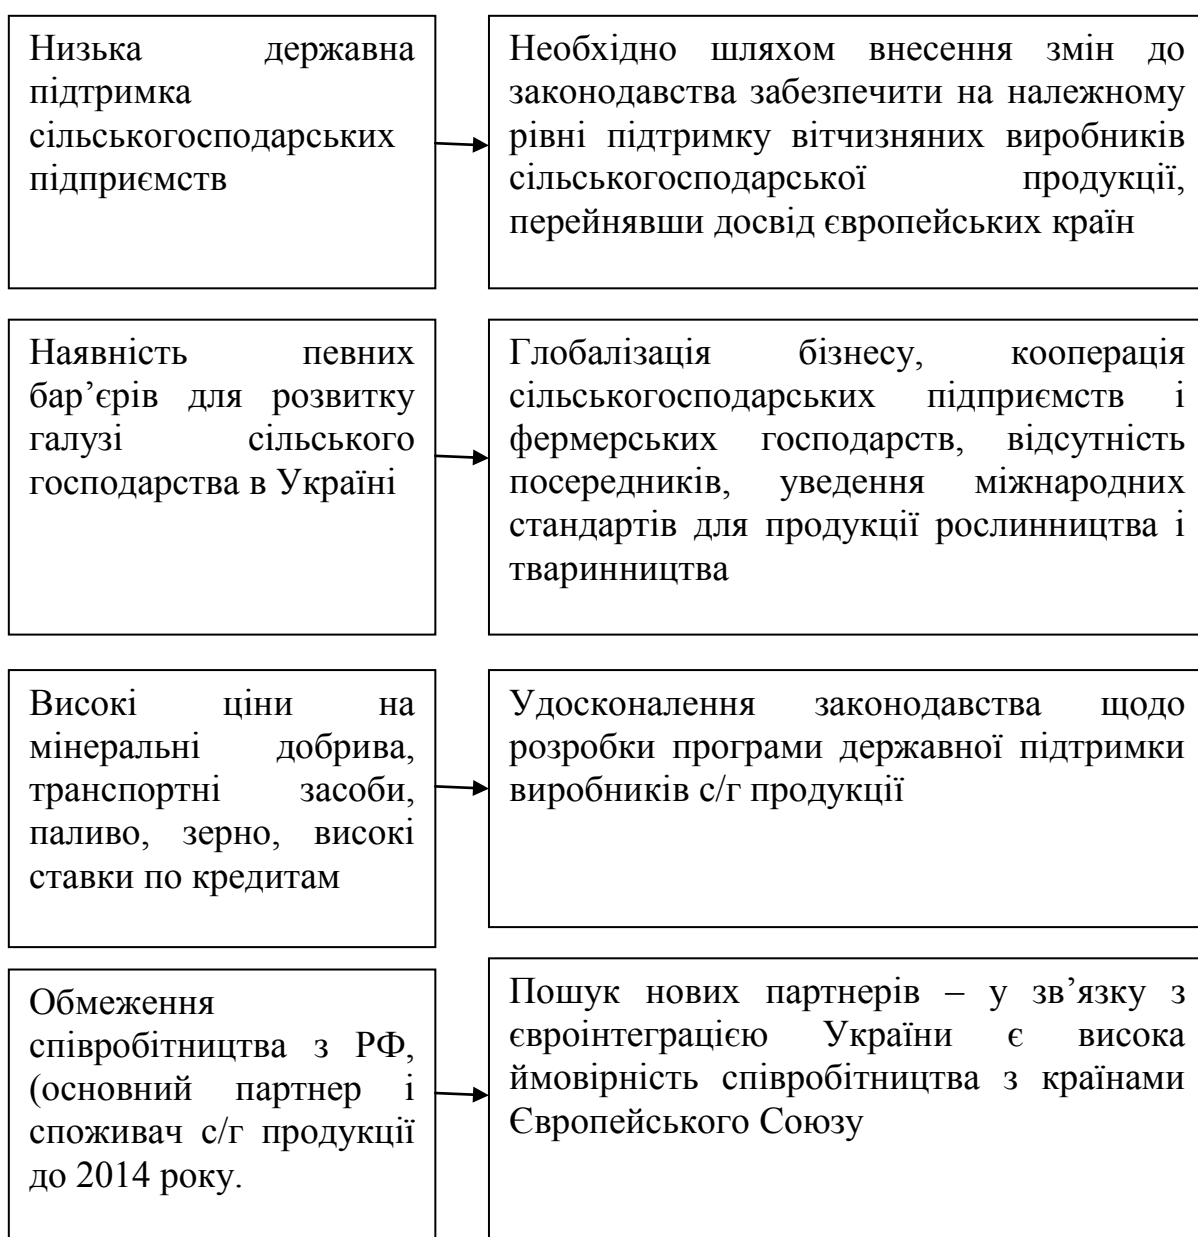 Низька державна
підтримка
сільськогосподарських
підприємств
Необхідно шляхом внесення змін до
законодавства забезпечити на належному
рівні підтримку вітчизняних виробників
сільськогосподарської продукції,
перейнявши досвід європейських країн
Наявність певних
бар’єрів для розвитку
галузі сільського
господарства в Україні
Глобалізація бізнесу, кооперація
сільськогосподарських підприємств і
фермерських господарств, відсутність
посередників, уведення міжнародних
стандартів для продукції рослинництва і
тваринництва
Високі ціни на
мінеральні добрива,
транспортні засоби,
паливо, зерно, високі
ставки по кредитам
Удосконалення законодавства щодо
розробки програми державної підтримки
виробників с/г продукції
Обмеження
співробітництва з РФ,
(основний партнер і
споживач с/г продукції
до 2014 року.
Пошук нових партнерів – у зв’язку з
євроінтеграцією України є висока
ймовірність співробітництва з країнами
Європейського Союзу